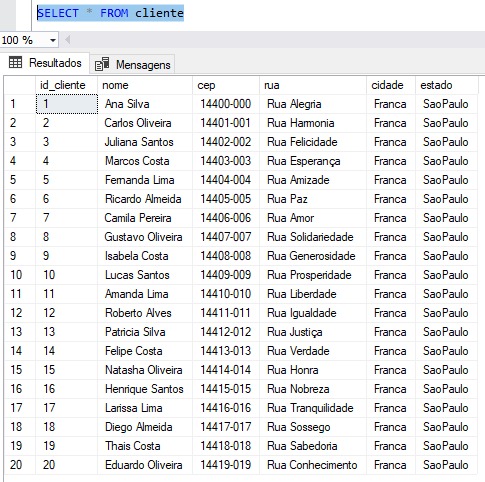 SELECT * FROM cliente
100 %
Resultados Mensagens
id_cliente nome cep rua cidade estado
1 1 Ana Silva 14400-000 Rua Alegria Franca SaoPaulo
2 2 Carlos Oliveira 14401-001 Rua Harmonia Franca SaoPaulo
3 3 Juliana Santos 14402-002 Rua Felicidade Franca SaoPaulo
4 4 Marcos Costa 14403-003 Rua Esperança Franca SaoPaulo
5 5 Fernanda Lima 14404-004 Rua Amizade Franca SaoPaulo
6 6 Ricardo Almeida 14405-005 Rua Paz Franca SaoPaulo
7 7 Camila Pereira 14406-006 Rua Amor Franca SaoPaulo
8 8 Gustavo Oliveira 14407-007 Rua Solidariedade Franca SaoPaulo
9 9 Isabela Costa 14408-008 Rua Generosidade Franca SaoPaulo
10 10 Lucas Santos 14409-009 Rua Prosperidade Franca SaoPaulo
11 11 Amanda Lima 14410-010 Rua Liberdade Franca SaoPaulo
12 12 Roberto Alves 14411-011 Rua Igualdade Franca SaoPaulo
13 13 Patricia Silva 14412-012 Rua Justiça Franca SaoPaulo
14 14 Felipe Costa 14413-013 Rua Verdade Franca SaoPaulo
15 15 Natasha Oliveira 14414-014 Rua Honra Franca SaoPaulo
16 16 Henrique Santos 14415-015 Rua Nobreza Franca SaoPaulo
17 17 Larissa Lima 14416-016 Rua Tranquilidade Franca SaoPaulo
18 18 Diego Almeida 14417-017 Rua Sossego Franca SaoPaulo
19 19 Thais Costa 14418-018 Rua Sabedoria Franca SaoPaulo
20 20 Eduardo Oliveira 14419-019 Rua Conhecimento Franca SaoPaulo